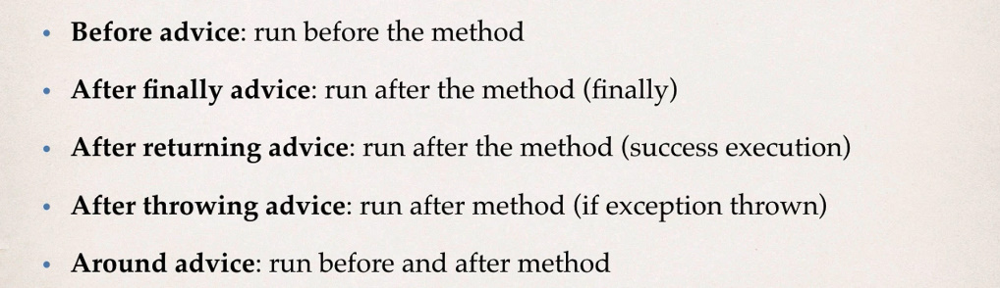 • Before advice: run before the method
• After finally advice: run after the method (finally)
• After returning advice: run after the method (success execution)
• After throwing advice: run after method (if exception thrown)
• Around advice: run before and after method